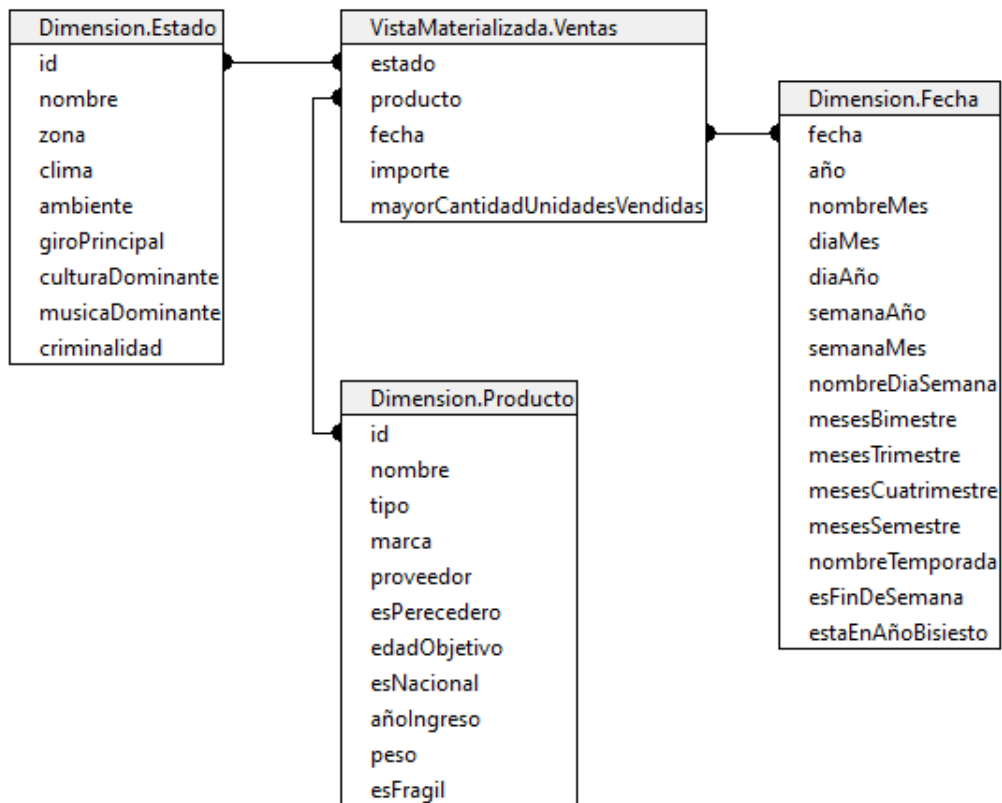 Dimension.Estado
id
nombre
zona
clima
ambiente
giroPrincipal
culturaDominante
musicaDominante
criminalidad
VistaMaterializada.Ventas
estado
producto
fecha
importe
mayorCantidadUnidadesVendidas
Dimension.Fecha
fecha
año
nombreMes
diaMes
diaAño
semanaAño
semanaMes
nombreDiaSemana
mesesBimestre
mesesTrimestre
mesesCuatrimestre
mesesSemestre
nombreTemporada
esFinDeSemana
estaEnAñoBisiesto
Dimension.Producto
id
nombre
tipo
marca
proveedor
esPerecedero
edadObjetivo
esNacional
añoIngreso
peso
esFragil